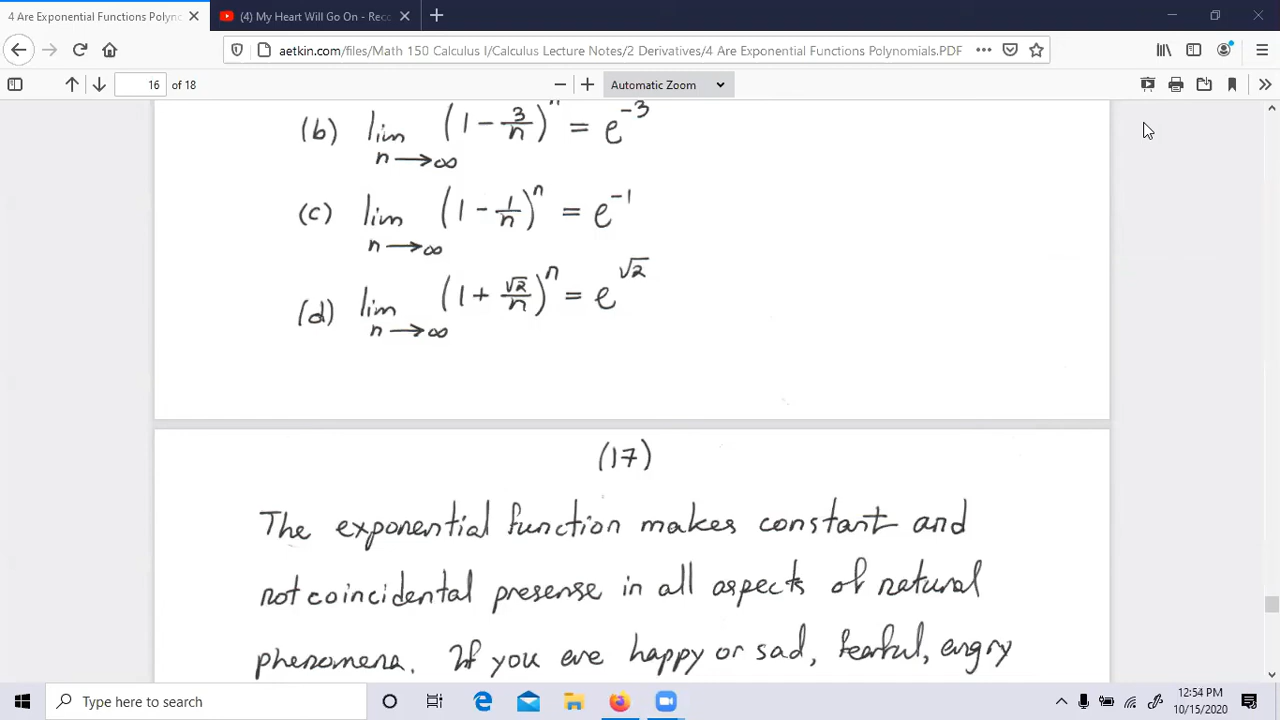 4 Are Exponential Functions Polyno
(4) My Heart Will Go On - Reco
aetkin.com/files/Math 150 Calculus I/Calculus Lecture Notes/2 Derivatives/4 Are Exponential Functions Polynomials.PDF
16 of 18
Automatic Zoom
(b) lim n→∞ (1 - 3/n)^n = e^-3
(c) lim n→∞ (1 - 1/n)^n = e^-1
(d) lim n→∞ (1 + √2/n)^n = e^√2
(17)
The exponential function makes constant and
not coincidental presense in all aspects of natural
phenomena. If you are happy or sad, fearful, angry
Type here to search
12:54 PM
10/15/2020